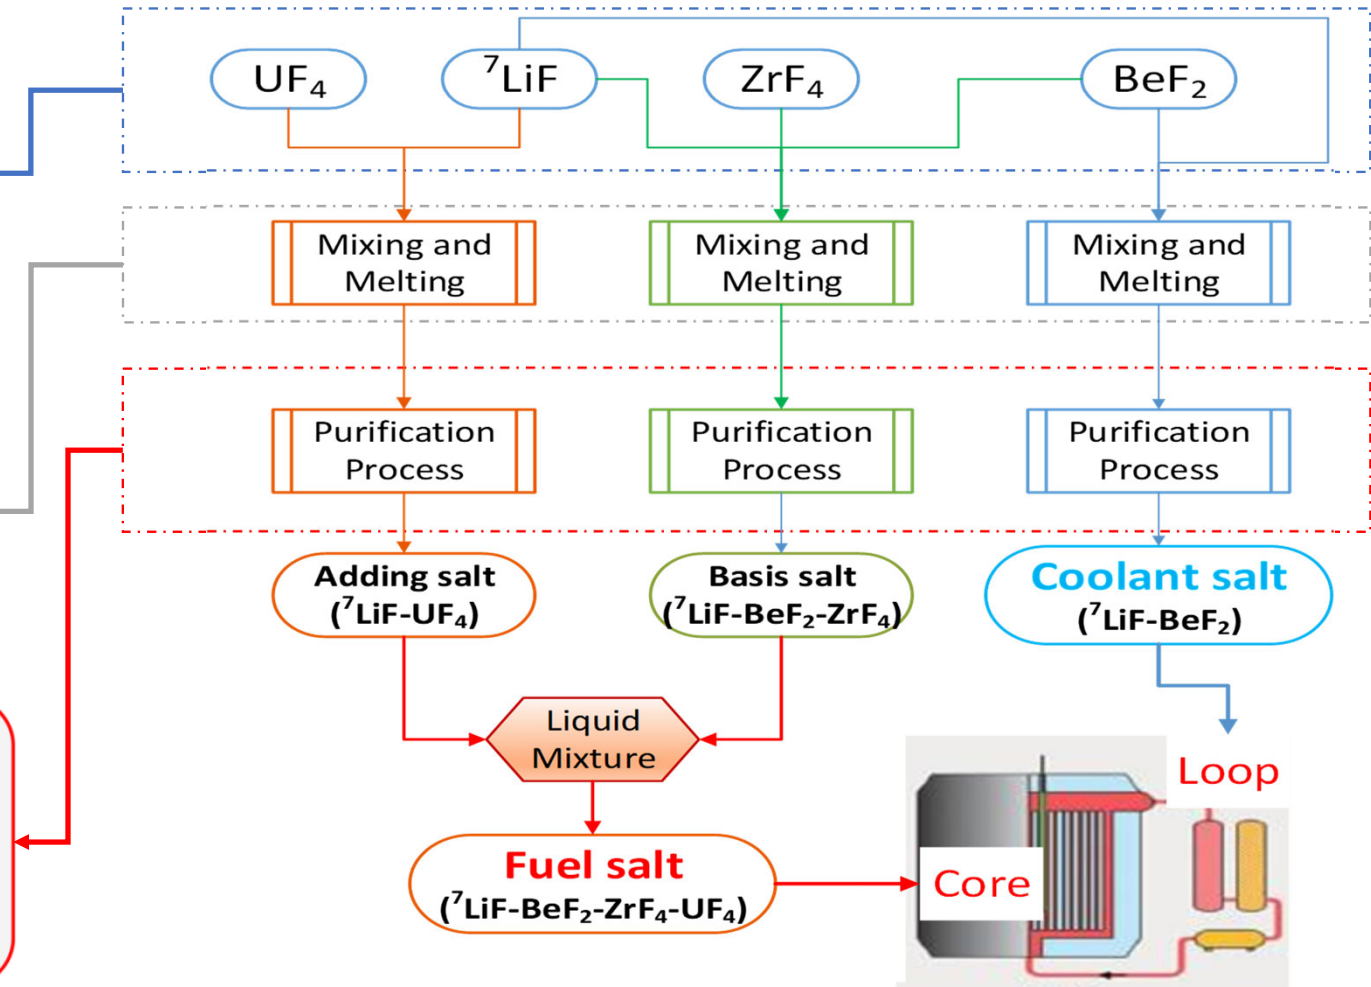 UF₄
⁷LiF
ZrF₄
BeF₂
Mixing and
Melting
Mixing and
Melting
Mixing and
Melting
Purification
Process
Purification
Process
Purification
Process
Adding salt
(⁷LiF-UF₄)
Basis salt
(⁷LiF-BeF₂-ZrF₄)
Coolant salt
(⁷LiF-BeF₂)
Liquid
Mixture
Loop
Fuel salt
(⁷LiF-BeF₂-ZrF₄-UF₄)
Core